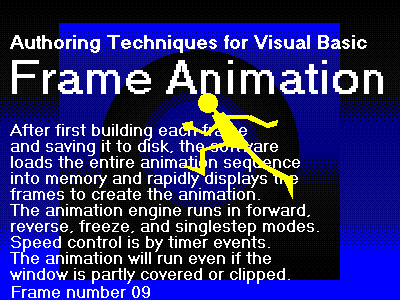 Authoring Techniques for Visual Basic
Frame Animation
After first building each frame
and saving it to disk, the software
loads the entire animation sequence
into memory and rapidly displays the
frames to create the animation.
The animation engine runs in forward,
reverse, freeze, and singlestep modes.
Speed control is by timer events.
The animation will run even if the
window is partly covered or clipped.
Frame number 09